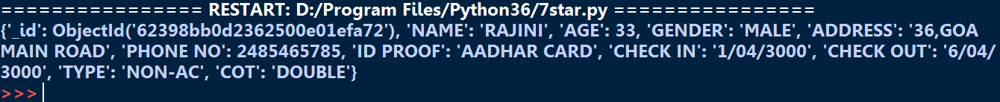 ================ RESTART: D:/Program Files/Python36/7star.py ================
{'_id': ObjectId('62398bb0d2362500e01efa72'), 'NAME': 'RAJINI', 'AGE': 33, 'GENDER': 'MALE', 'ADDRESS': '36,GOA
MAIN ROAD', 'PHONE NO': 2485465785, 'ID PROOF': 'AADHAR CARD', 'CHECK IN': '1/04/3000', 'CHECK OUT': '6/04/
3000', 'TYPE': 'NON-AC', 'COT': 'DOUBLE'}
>>>